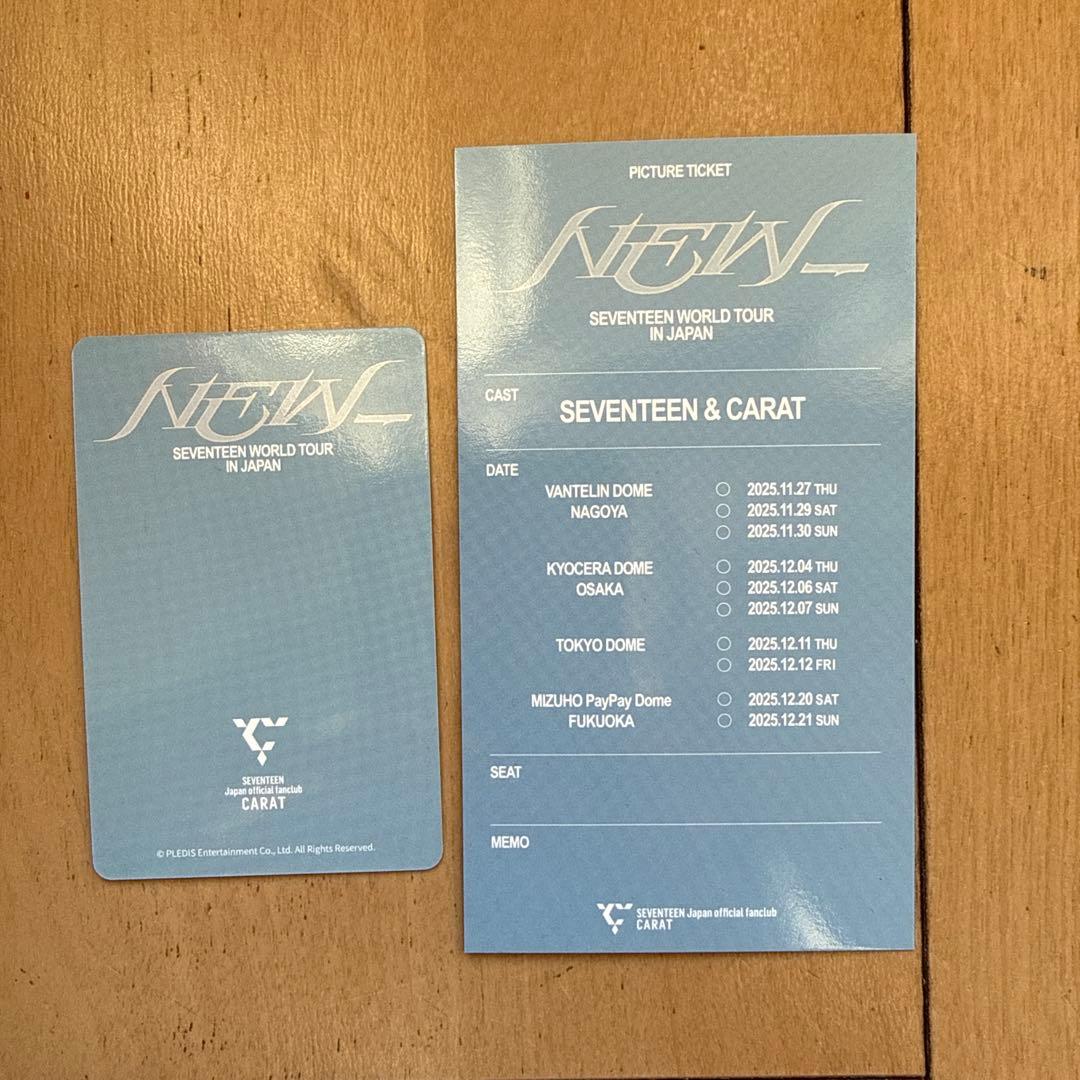 NEW_
SEVENTEEN WORLD TOUR
IN JAPAN
SEVENTEEN
Japan official fanclub
CARAT
© PLEDIS Entertainment Co., Ltd. All Rights Reserved.
PICTURE TICKET
NEW_
SEVENTEEN WORLD TOUR
IN JAPAN
CAST
SEVENTEEN & CARAT
DATE
VANTELIN DOME
NAGOYA
2025.11.27 THU
2025.11.29 SAT
2025.11.30 SUN
KYOCERA DOME
OSAKA
2025.12.04 THU
2025.12.06 SAT
2025.12.07 SUN
TOKYO DOME
2025.12.11 THU
2025.12.12 FRI
MIZUHO PayPay Dome
FUKUOKA
2025.12.20 SAT
2025.12.21 SUN
SEAT
MEMO
SEVENTEEN Japan official fanclub
CARAT